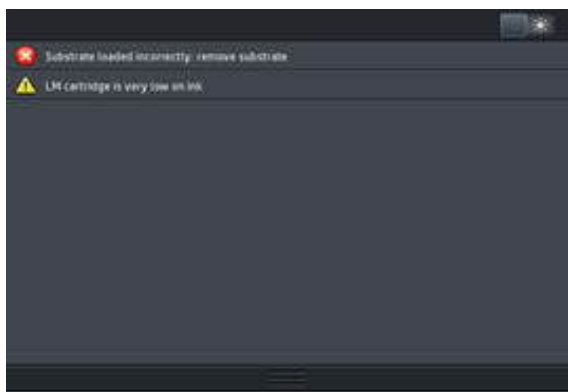 Substrate loaded incorrectly: remove substrate
LM cartridge is very low on ink